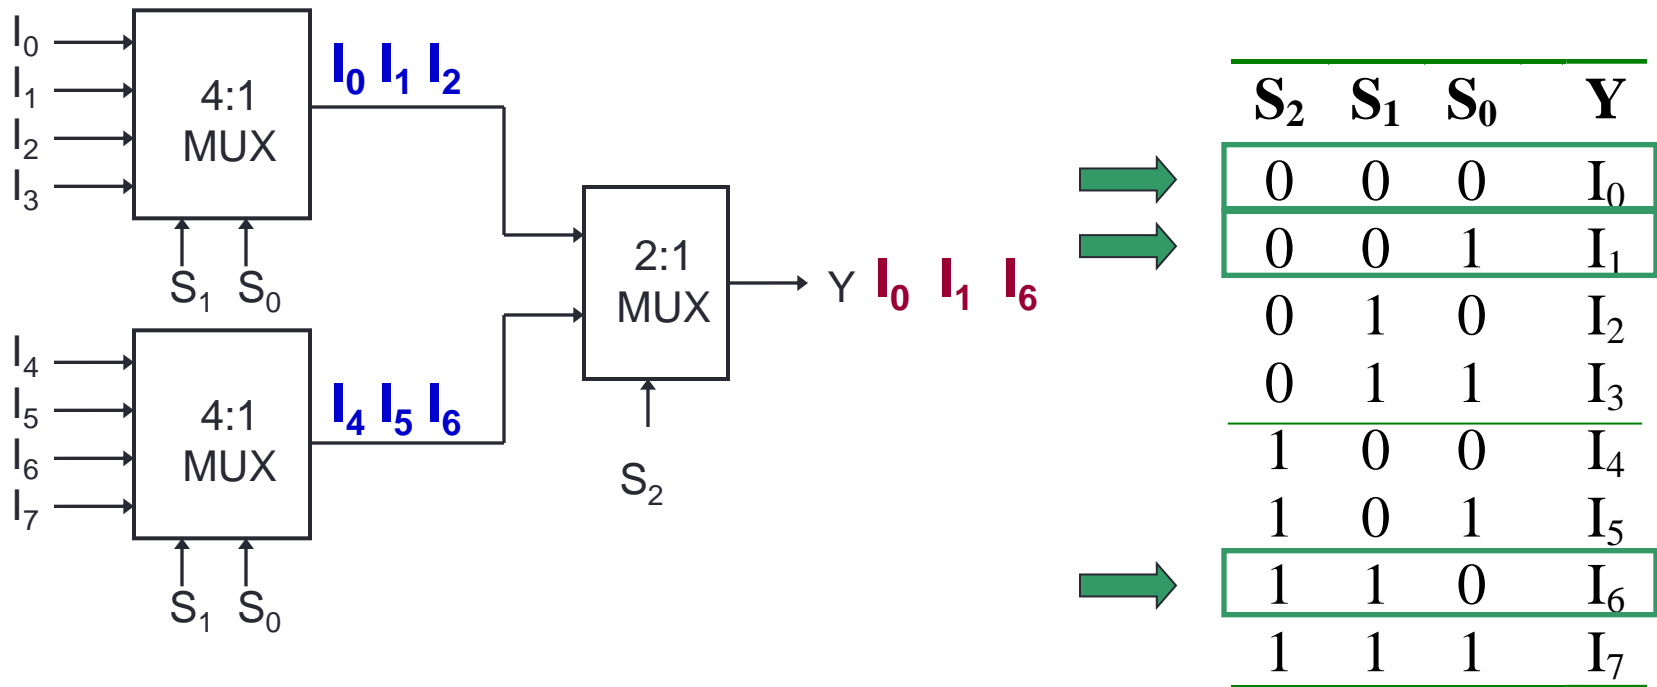 I0
I1
I2
I3
4:1
MUX
I0 I1 I2
S1 S0
I4
I5
I6
I7
4:1
MUX
I4 I5 I6
S1 S0
2:1
MUX
S2
Y I0 I1 I6
S2 S1 S0 Y
0 0 0 I0
0 0 1 I1
0 1 0 I2
0 1 1 I3
1 0 0 I4
1 0 1 I5
1 1 0 I6
1 1 1 I7